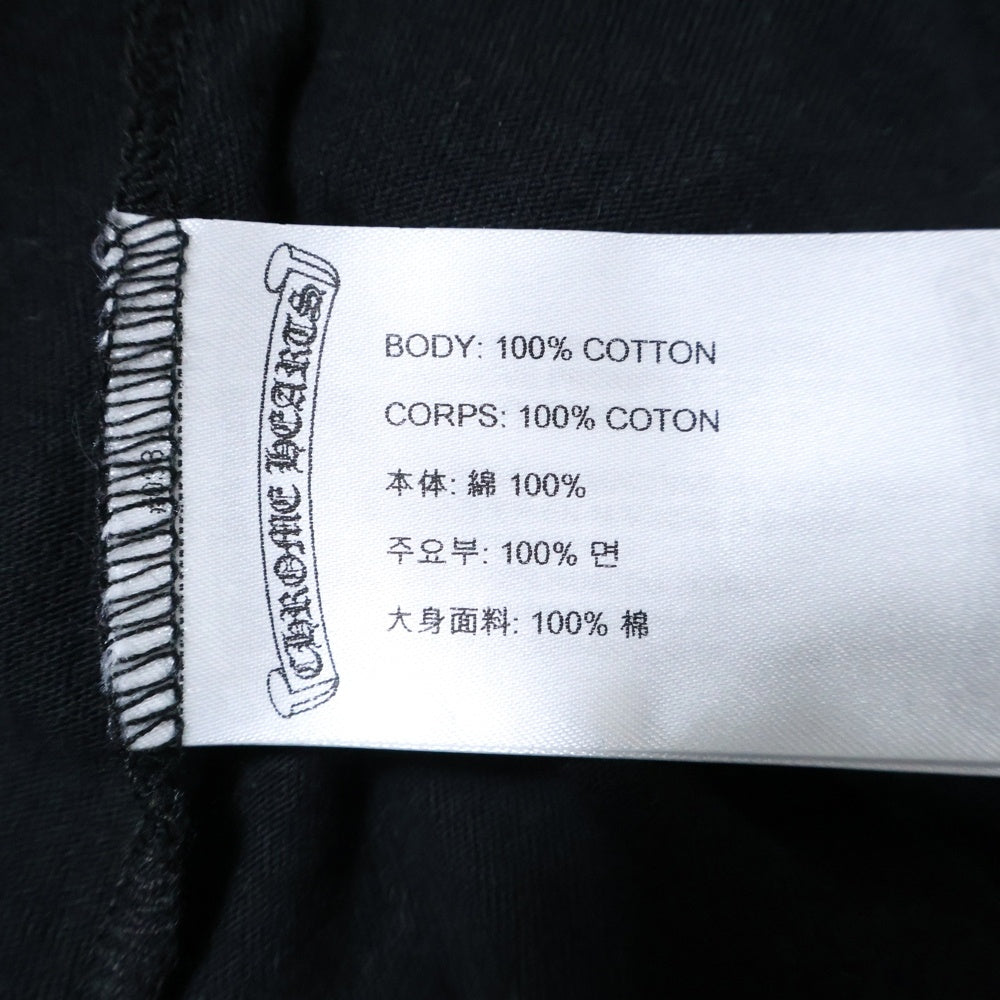 CHROME HEARTS
BODY: 100% COTTON
CORPS: 100% COTON
本体: 綿 100%
주요부: 100% 면
大身面料: 100% 棉